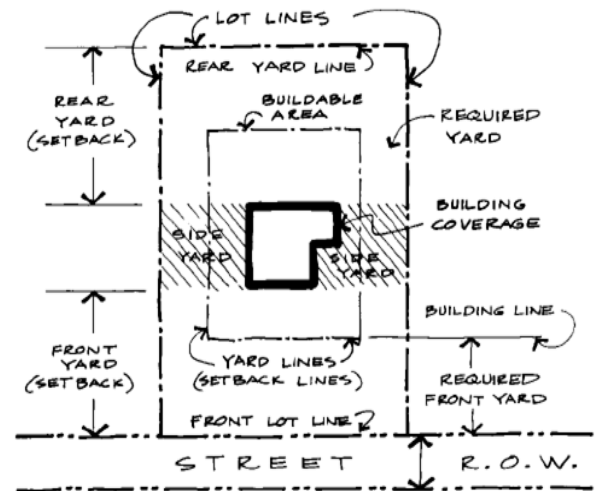 LOT LINES
REAR YARD LINE
REAR
YARD
(SETBACK)
BUILDABLE
AREA
REQUIRED
YARD
BUILDING
COVERAGE
SIDE
YARD
SIDE
YARD
BUILDING LINE
FRONT
YARD
(SETBACK)
YARD LINES
(SETBACK LINES)
REQUIRED
FRONT YARD
FRONT LOT LINE
STREET
R.O.W.